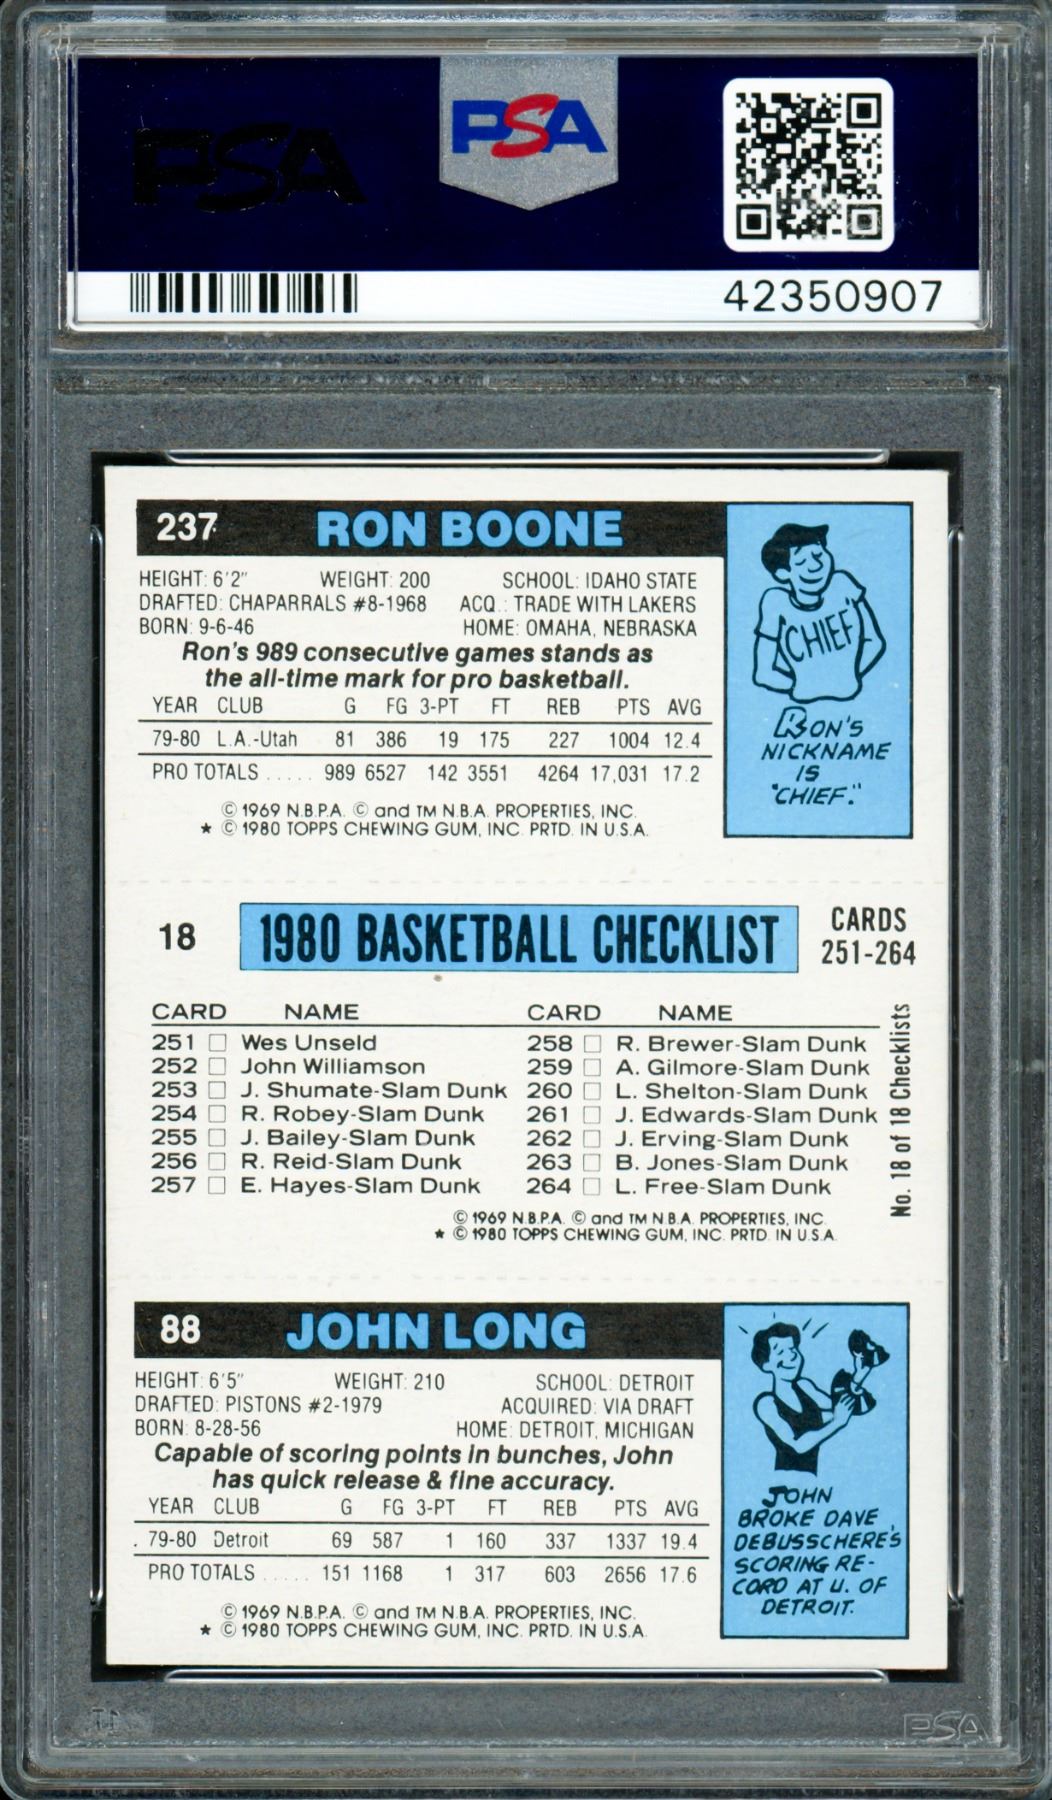 PSA
PSA
42350907
237 RON BOONE
HEIGHT: 6'2" WEIGHT: 200 SCHOOL: IDAHO STATE
DRAFTED: CHAPARRALS #8-1968 ACQ.: TRADE WITH LAKERS
BORN: 9-6-46 HOME: OMAHA, NEBRASKA
Ron's 989 consecutive games stands as
the all-time mark for pro basketball.
YEAR CLUB G FG 3-PT FT REB PTS AVG
79-80 L.A.-Utah 81 386 19 175 227 1004 12.4
PRO TOTALS ..... 989 6527 142 3551 4264 17,031 17.2
© 1969 N.B.P.A. © and TM N.B.A. PROPERTIES, INC.
★ © 1980 TOPPS CHEWING GUM, INC. PRTD. IN U.S.A.
CHIEF
RON'S
NICKNAME
IS
"CHIEF."
18 1980 BASKETBALL CHECKLIST CARDS
251-264
CARD NAME CARD NAME
251 □ Wes Unseld 258 □ R. Brewer-Slam Dunk
252 □ John Williamson 259 □ A. Gilmore-Slam Dunk
253 □ J. Shumate-Slam Dunk 260 □ L. Shelton-Slam Dunk
254 □ R. Robey-Slam Dunk 261 □ J. Edwards-Slam Dunk
255 □ J. Bailey-Slam Dunk 262 □ J. Erving-Slam Dunk
256 □ R. Reid-Slam Dunk 263 □ B. Jones-Slam Dunk
257 □ E. Hayes-Slam Dunk 264 □ L. Free-Slam Dunk
No. 18 of 18 Checklists
© 1969 N.B.P.A. © and TM N.B.A. PROPERTIES, INC.
★ © 1980 TOPPS CHEWING GUM, INC. PRTD. IN U.S.A.
88 JOHN LONG
HEIGHT: 6'5" WEIGHT: 210 SCHOOL: DETROIT
DRAFTED: PISTONS #2-1979 ACQUIRED: VIA DRAFT
BORN: 8-28-56 HOME: DETROIT, MICHIGAN
Capable of scoring points in bunches, John
has quick release & fine accuracy.
YEAR CLUB G FG 3-PT FT REB PTS AVG
79-80 Detroit 69 587 1 160 337 1337 19.4
PRO TOTALS ..... 151 1168 1 317 603 2656 17.6
© 1969 N.B.P.A. © and TM N.B.A. PROPERTIES, INC.
★ © 1980 TOPPS CHEWING GUM, INC. PRTD. IN U.S.A.
JOHN
BROKE DAVE
DEBUSSCHERE'S
SCORING RE-
CORD AT U. OF
DETROIT.
PSA